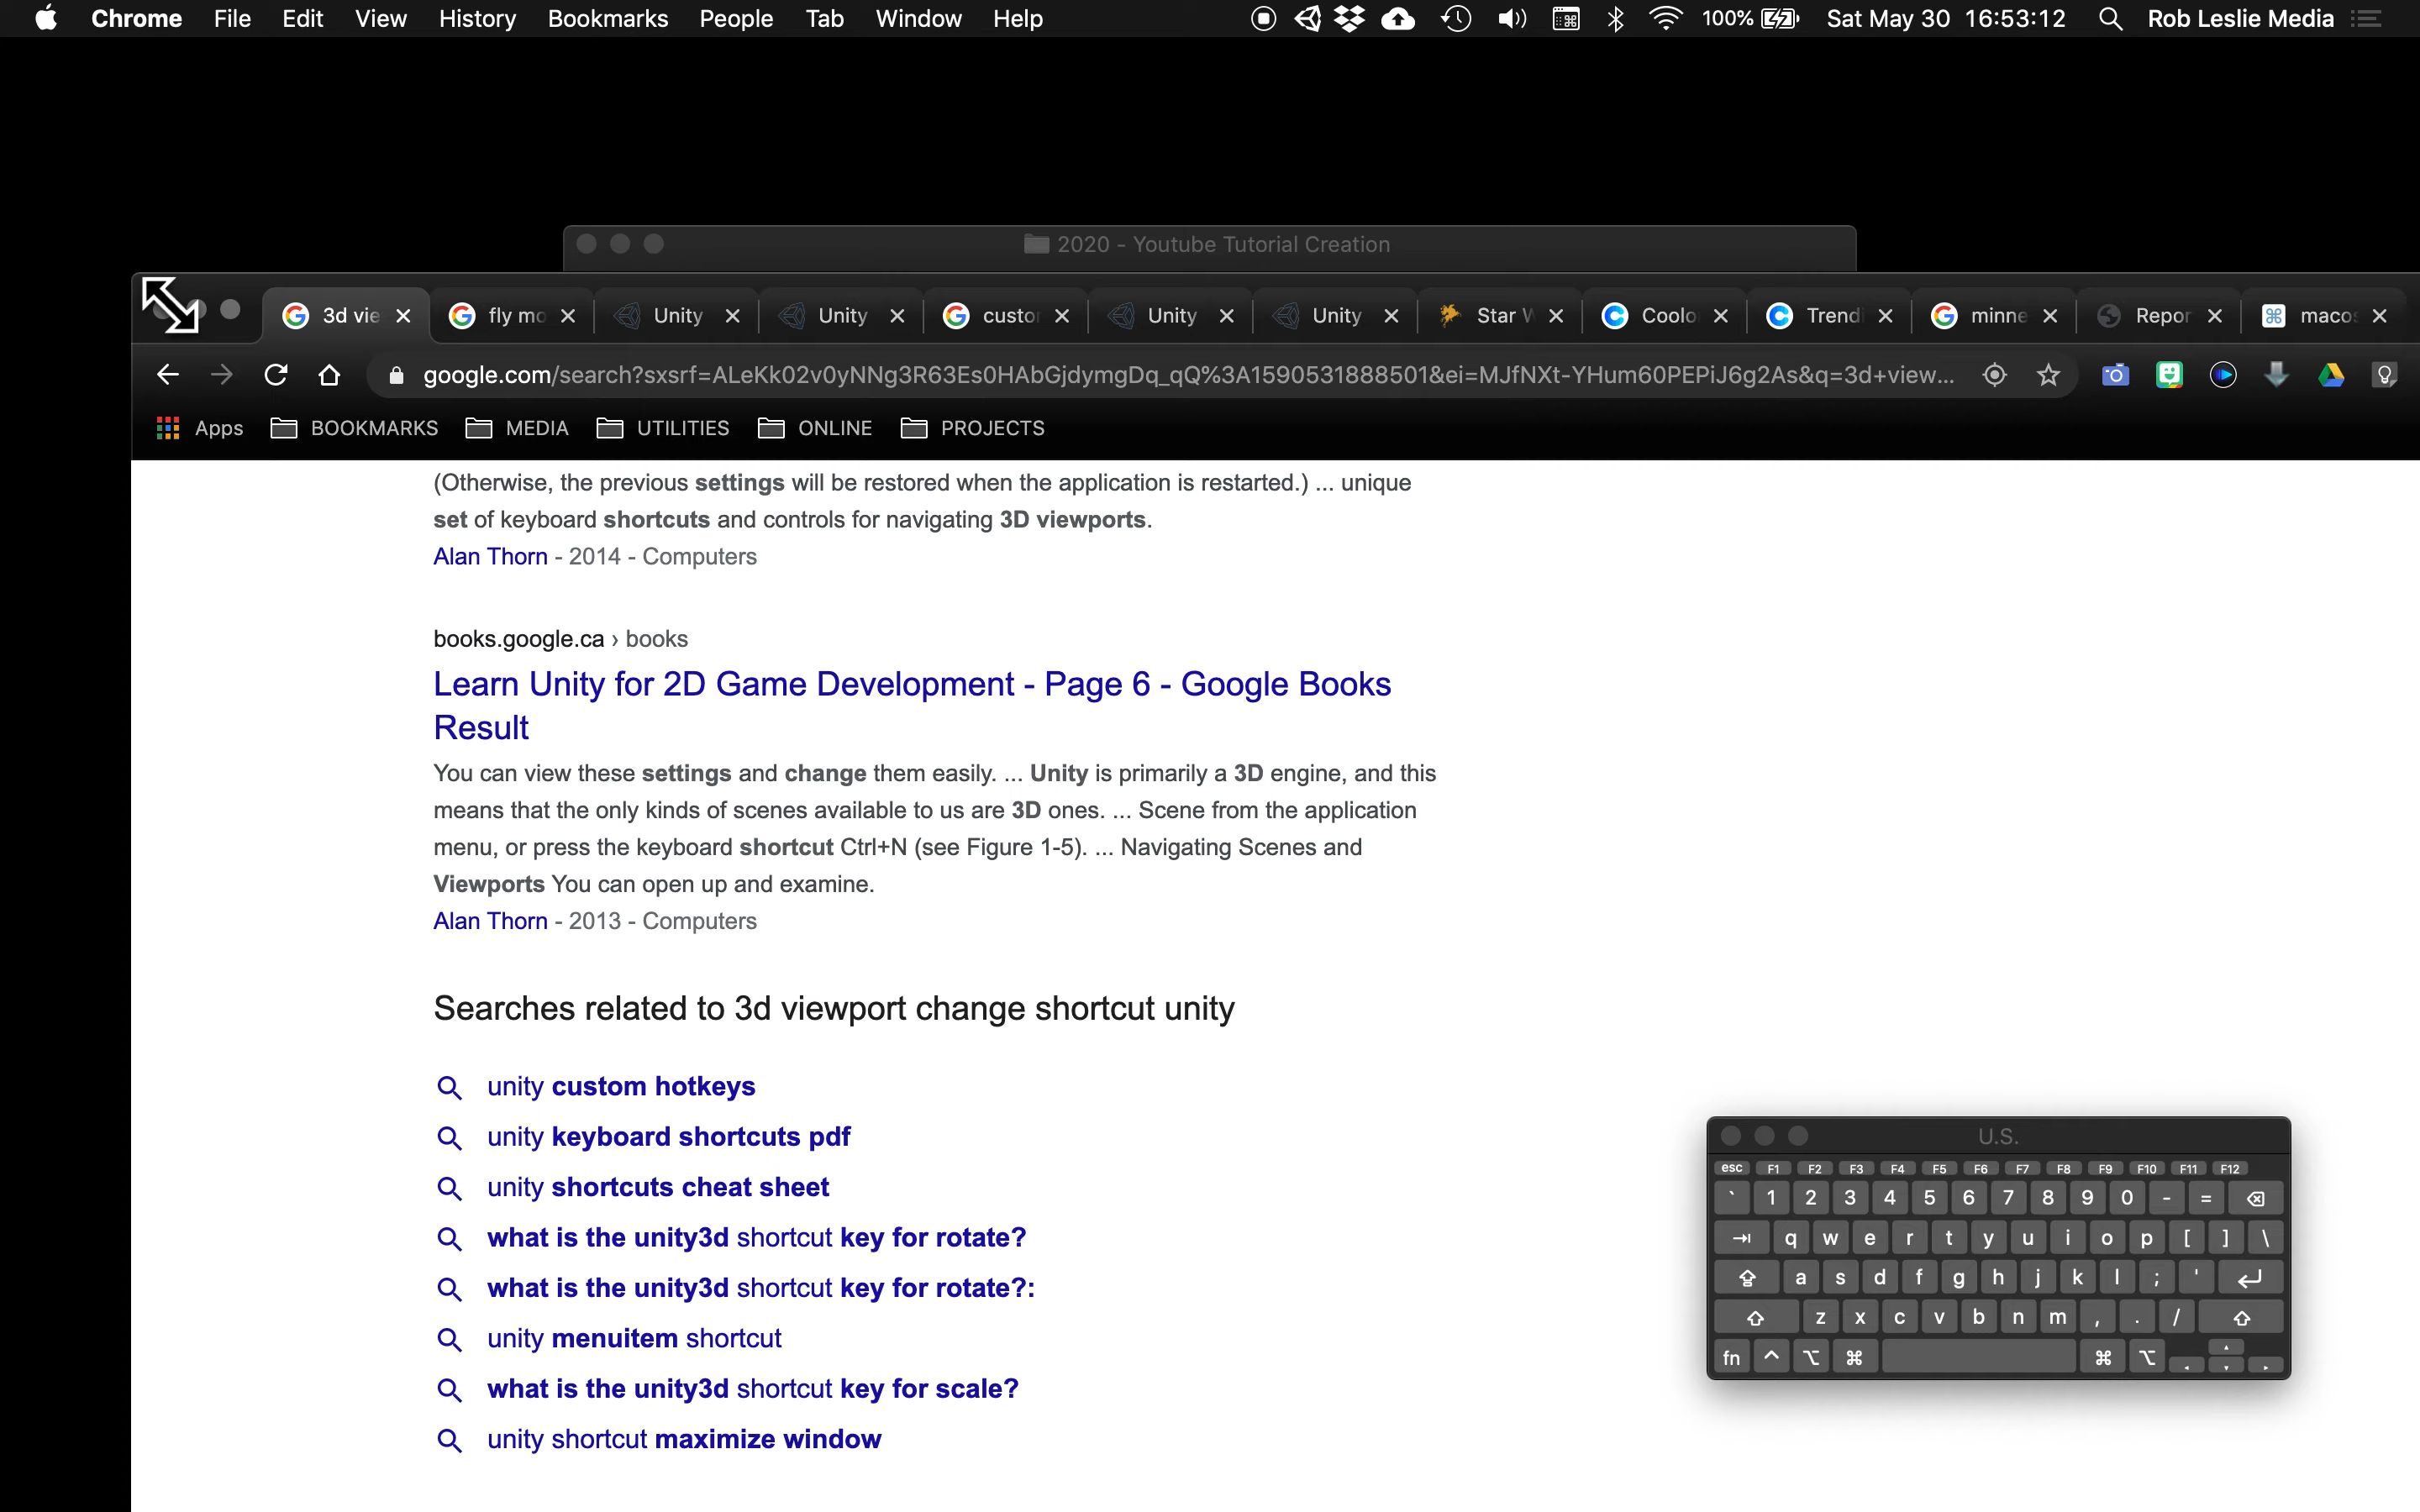 Chrome File Edit View History Bookmarks People Tab Window Help 100% Sat May 30 16:53:12 Rob Leslie Media
2020 - Youtube Tutorial Creation
3d vie fly mo Unity Unity custor Unity Unity Star W Coolo Trend minne Repor macos
google.com/search?sxsrf=ALeKk02v0yNNg3R63Es0HAbGjdymgDq_qQ%3A1590531888501&ei=MJfNXt-YHum60PEPiJ6g2As&q=3d+view...
Apps BOOKMARKS MEDIA UTILITIES ONLINE PROJECTS
(Otherwise, the previous settings will be restored when the application is restarted.) ... unique
set of keyboard shortcuts and controls for navigating 3D viewports.
Alan Thorn - 2014 - Computers
books.google.ca › books
Learn Unity for 2D Game Development - Page 6 - Google Books
Result
You can view these settings and change them easily. ... Unity is primarily a 3D engine, and this
means that the only kinds of scenes available to us are 3D ones. ... Scene from the application
menu, or press the keyboard shortcut Ctrl+N (see Figure 1-5). ... Navigating Scenes and
Viewports You can open up and examine.
Alan Thorn - 2013 - Computers
Searches related to 3d viewport change shortcut unity
unity custom hotkeys
unity keyboard shortcuts pdf
unity shortcuts cheat sheet
what is the unity3d shortcut key for rotate?
what is the unity3d shortcut key for rotate?:
unity menuitem shortcut
what is the unity3d shortcut key for scale?
unity shortcut maximize window
U.S.
esc F1 F2 F3 F4 F5 F6 F7 F8 F9 F10 F11 F12
` 1 2 3 4 5 6 7 8 9 0 - =
q w e r t y u i o p [ ] \
a s d f g h j k l ; '
z x c v b n m , . /
fn ^ ⌥ ⌘ ⌘ ⌥